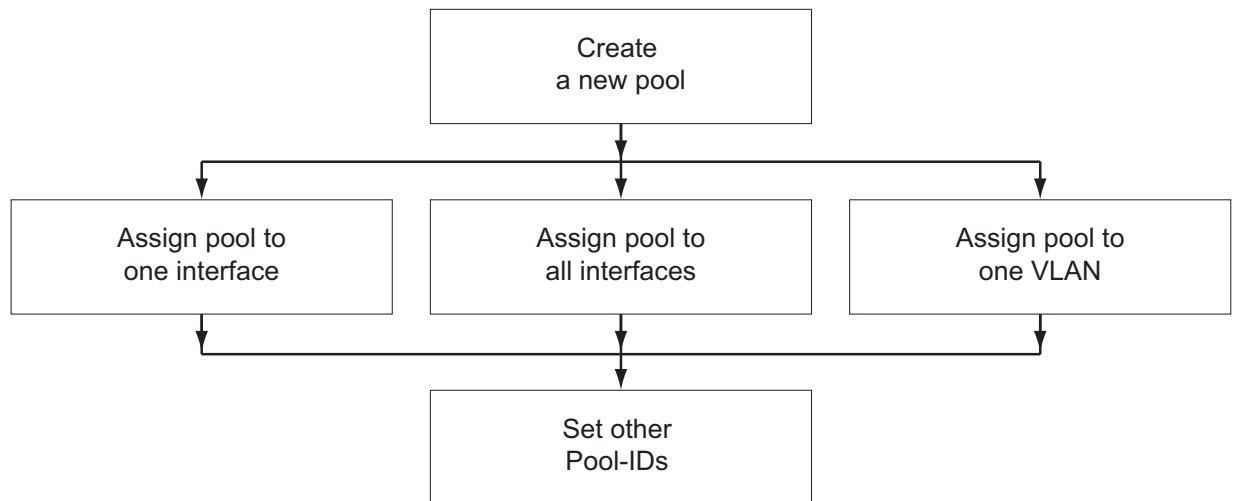 Create
a new pool
Assign pool to
one interface
Assign pool to
all interfaces
Assign pool to
one VLAN
Set other
Pool-IDs